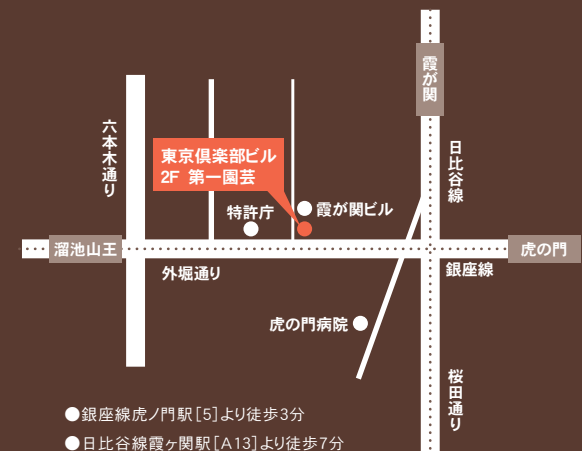 霞が関
六本木通り
日比谷線
東京倶楽部ビル
2F 第一園芸
特許庁
霞が関ビル
溜池山王
虎の門
外堀通り
銀座線
虎の門病院
桜田通り
●銀座線虎ノ門駅[5]より徒歩3分
●日比谷線霞ヶ関駅[A13]より徒歩7分